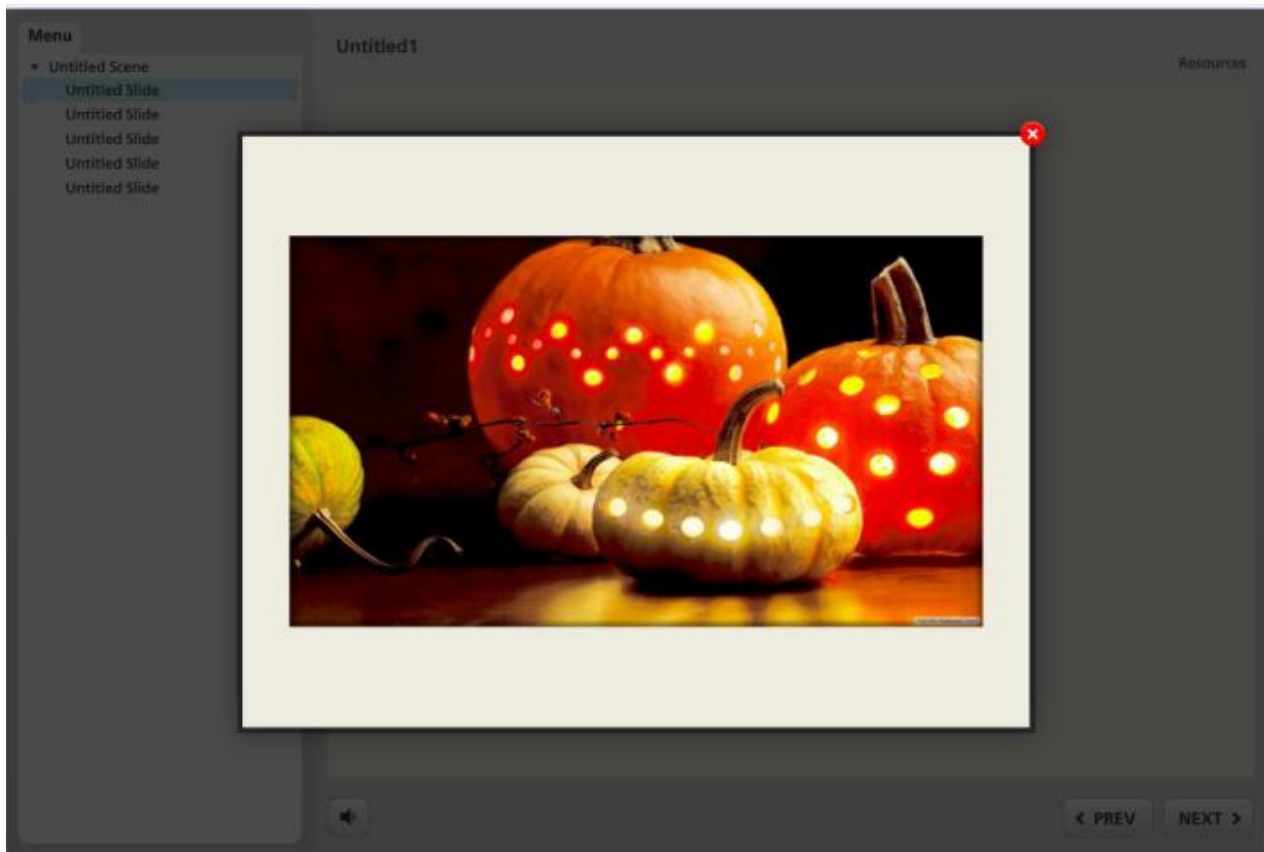 Menu
Untitled Scene
Untitled Slide
Untitled Slide
Untitled Slide
Untitled Slide
Untitled Slide
Untitled1
Resources
PREV
NEXT